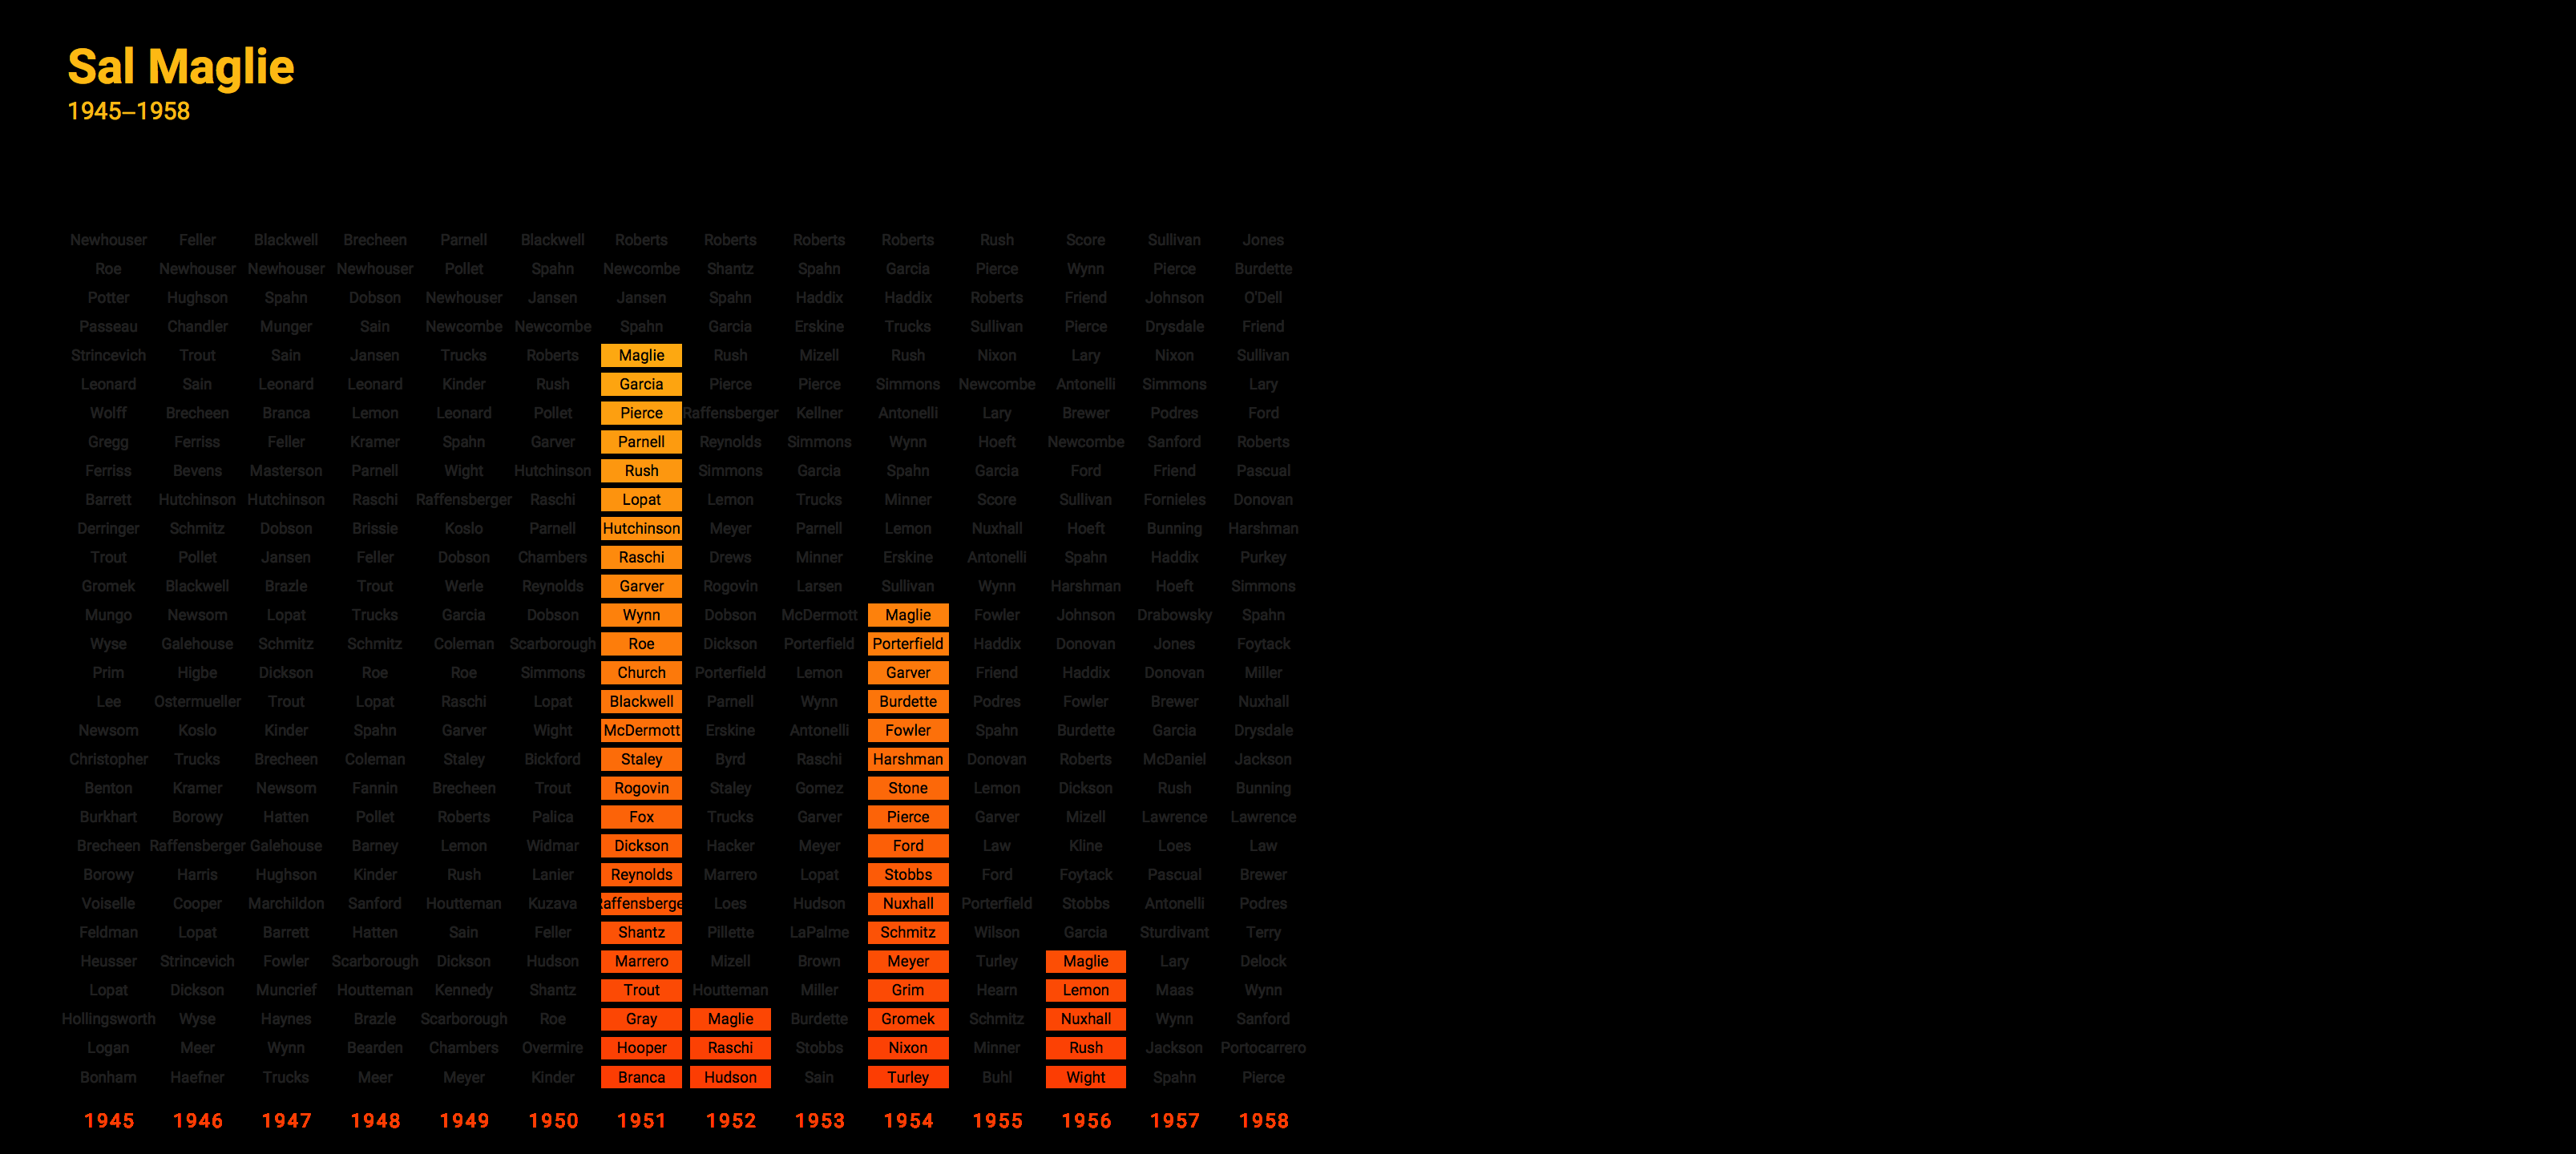 Sal Maglie
1945–1958
Newhouser Feller Blackwell Brecheen Parnell Blackwell Roberts Roberts Roberts Roberts Rush Score Sullivan Jones
Roe Newhouser Newhouser Newhouser Pollet Spahn Newcombe Shantz Spahn Garcia Pierce Wynn Pierce Burdette
Potter Hughson Spahn Dobson Newhouser Jansen Jansen Spahn Haddix Haddix Roberts Friend Johnson O'Dell
Passeau Chandler Munger Sain Newcombe Newcombe Spahn Garcia Erskine Trucks Sullivan Pierce Drysdale Friend
Strincevich Trout Sain Jansen Trucks Roberts Maglie Rush Mizell Rush Nixon Lary Nixon Sullivan
Leonard Sain Leonard Leonard Kinder Rush Garcia Pierce Pierce Simmons Newcombe Antonelli Simmons Lary
Wolff Brecheen Branca Lemon Leonard Pollet Pierce Raffensberger Kellner Antonelli Lary Brewer Podres Ford
Gregg Ferriss Feller Kramer Spahn Garver Parnell Reynolds Simmons Wynn Hoeft Newcombe Sanford Roberts
Ferriss Bevens Masterson Parnell Wight Hutchinson Rush Simmons Garcia Spahn Garcia Ford Friend Pascual
Barrett Hutchinson Hutchinson Raschi Raffensberger Raschi Lopat Lemon Trucks Minner Score Sullivan Fornieles Donovan
Derringer Schmitz Dobson Brissie Koslo Parnell Hutchinson Meyer Parnell Lemon Nuxhall Hoeft Bunning Harshman
Trout Pollet Jansen Feller Dobson Chambers Raschi Drews Minner Erskine Antonelli Spahn Haddix Purkey
Gromek Blackwell Brazle Trout Werle Reynolds Garver Rogovin Larsen Sullivan Wynn Harshman Hoeft Simmons
Mungo Newsom Lopat Trucks Garcia Dobson Wynn Dobson McDermott Maglie Fowler Johnson Drabowsky Spahn
Wyse Galehouse Schmitz Schmitz Coleman Scarborough Roe Dickson Porterfield Porterfield Haddix Donovan Jones Foytack
Prim Higbe Dickson Roe Roe Simmons Church Porterfield Lemon Garver Friend Haddix Donovan Miller
Lee Ostermueller Trout Lopat Raschi Lopat Blackwell Parnell Wynn Burdette Podres Fowler Brewer Nuxhall
Newsom Koslo Kinder Spahn Garver Wight McDermott Erskine Antonelli Fowler Spahn Burdette Garcia Drysdale
Christopher Trucks Brecheen Coleman Staley Bickford Staley Byrd Raschi Harshman Donovan Roberts McDaniel Jackson
Benton Kramer Newsom Fannin Brecheen Trout Rogovin Staley Gomez Stone Lemon Dickson Rush Bunning
Burkhart Borowy Hatten Pollet Roberts Palica Fox Trucks Garver Pierce Garver Mizell Lawrence Lawrence
Brecheen Raffensberger Galehouse Barney Lemon Widmar Dickson Hacker Meyer Ford Law Kline Loes Law
Borowy Harris Hughson Kinder Rush Lanier Reynolds Marrero Lopat Stobbs Ford Foytack Pascual Brewer
Voiselle Cooper Marchildon Sanford Houtteman Kuzava Raffensberge Loes Hudson Nuxhall Porterfield Stobbs Antonelli Podres
Feldman Lopat Barrett Hatten Sain Feller Shantz Pillette LaPalme Schmitz Wilson Garcia Sturdivant Terry
Heusser Strincevich Fowler Scarborough Dickson Hudson Marrero Mizell Brown Meyer Turley Maglie Lary Delock
Lopat Dickson Muncrief Houtteman Kennedy Shantz Trout Houtteman Miller Grim Hearn Lemon Maas Wynn
Hollingsworth Wyse Haynes Brazle Scarborough Roe Gray Maglie Burdette Gromek Schmitz Nuxhall Wynn Sanford
Logan Meer Wynn Bearden Chambers Overmire Hooper Raschi Stobbs Nixon Minner Rush Jackson Portocarrero
Bonham Haefner Trucks Meer Meyer Kinder Branca Hudson Sain Turley Buhl Wight Spahn Pierce
1945 1946 1947 1948 1949 1950 1951 1952 1953 1954 1955 1956 1957 1958